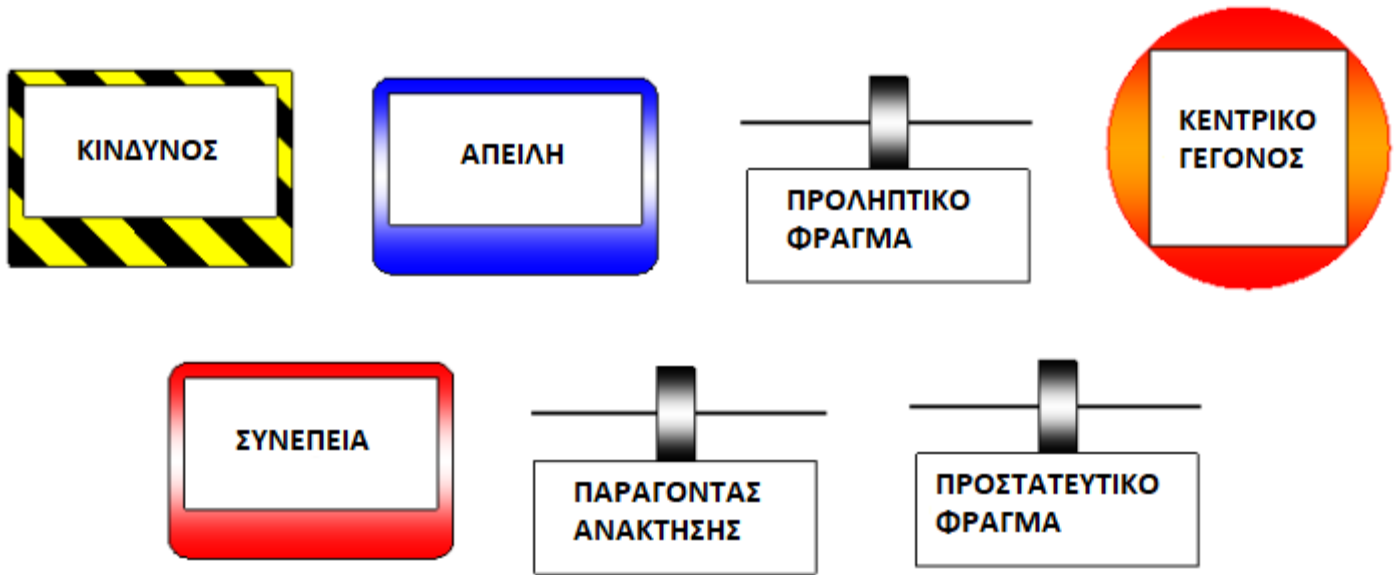 ΚΙΝΔΥΝΟΣ
ΑΠΕΙΛΗ
ΠΡΟΛΗΠΤΙΚΟ
ΦΡΑΓΜΑ
ΚΕΝΤΡΙΚΟ
ΓΕΓΟΝΟΣ
ΣΥΝΕΠΕΙΑ
ΠΑΡΑΓΟΝΤΑΣ
ΑΝΑΚΤΗΣΗΣ
ΠΡΟΣΤΑΤΕΥΤΙΚΟ
ΦΡΑΓΜΑ